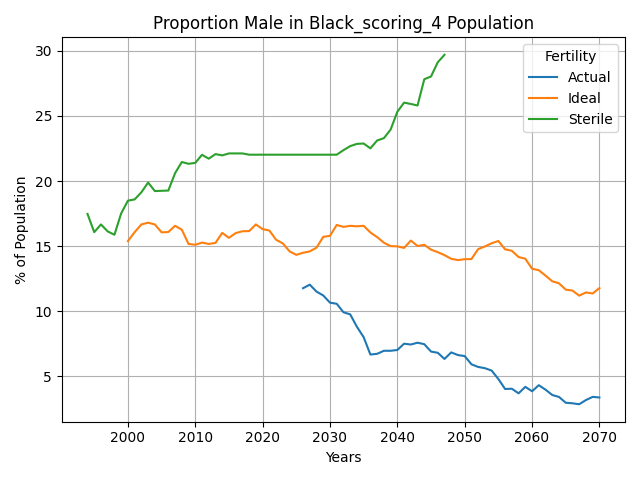 Proportion Male in Black_scoring_4 Population
Fertility
Actual
Ideal
Sterile
% of Population
30
25
20
15
10
5
2000 2010 2020 2030 2040 2050 2060 2070
Years